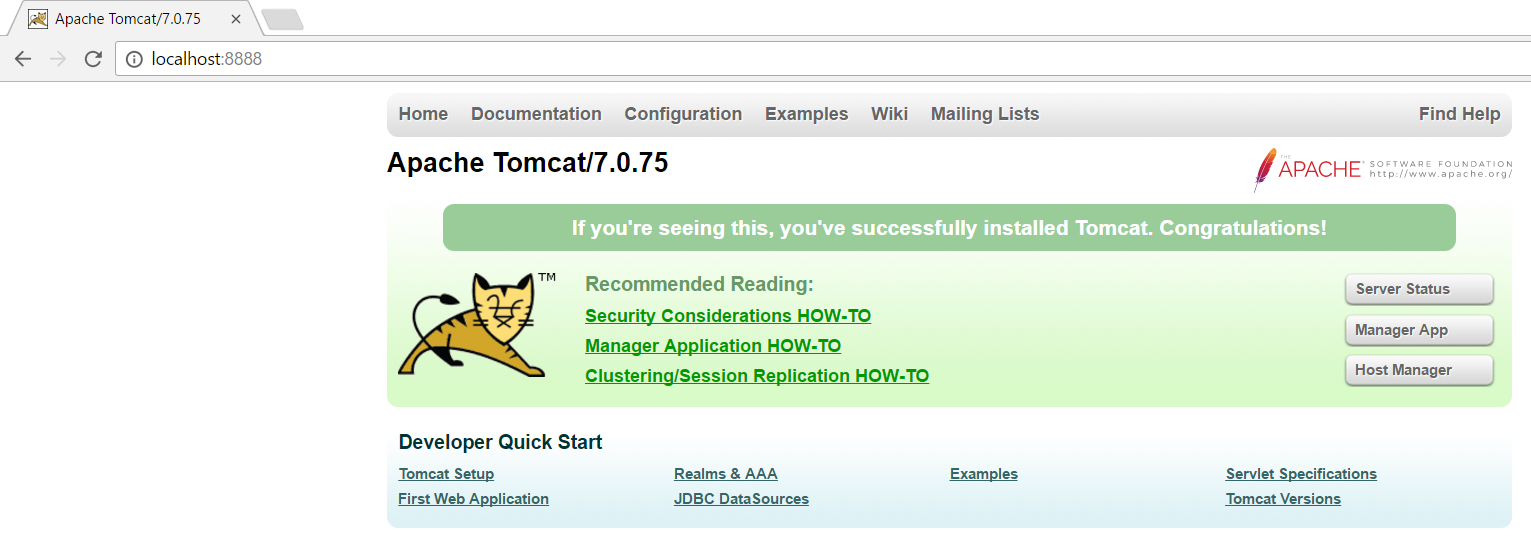 Apache Tomcat/7.0.75
localhost:8888
Home Documentation Configuration Examples Wiki Mailing Lists Find Help
Apache Tomcat/7.0.75
THE APACHE® SOFTWARE FOUNDATION
http://www.apache.org/
If you're seeing this, you've successfully installed Tomcat. Congratulations!
TM
Recommended Reading:
Security Considerations HOW-TO
Manager Application HOW-TO
Clustering/Session Replication HOW-TO
Server Status
Manager App
Host Manager
Developer Quick Start
Tomcat Setup Realms & AAA Examples Servlet Specifications
First Web Application JDBC DataSources Tomcat Versions